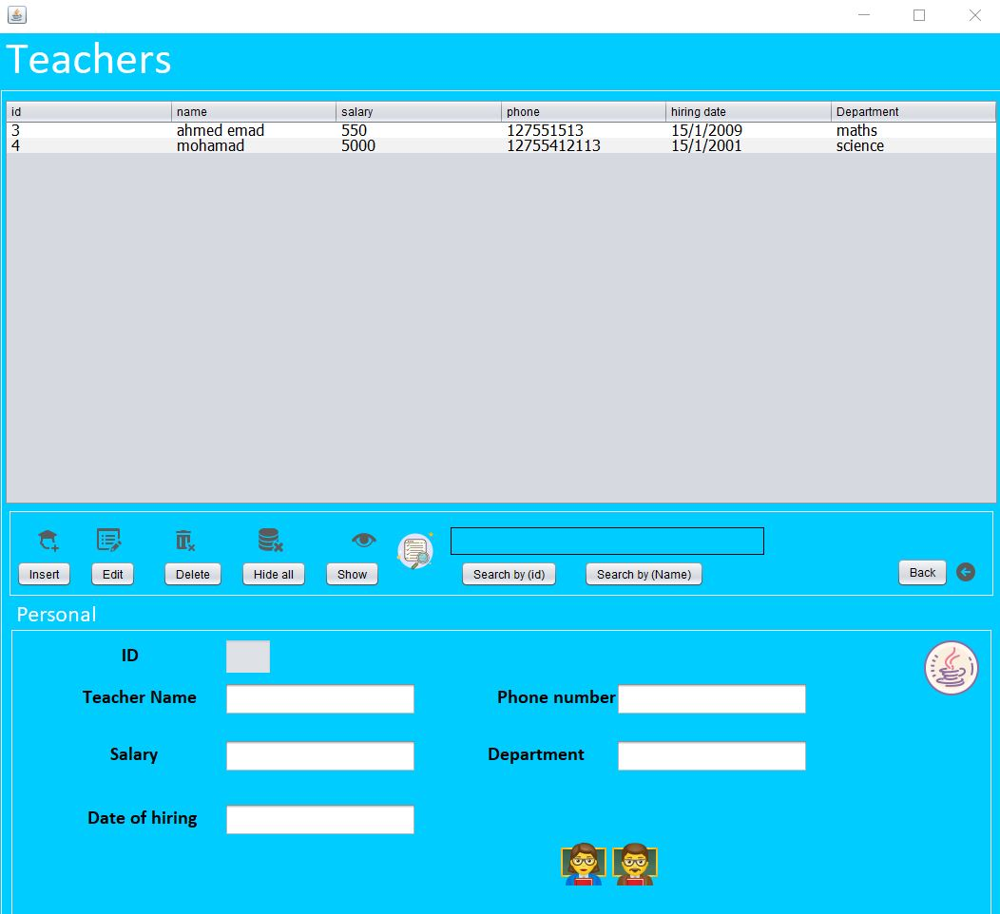 Teachers
id name salary phone hiring date Department
3 ahmed emad 550 127551513 15/1/2009 maths
4 mohamad 5000 12755412113 15/1/2001 science
Insert Edit Delete Hide all Show Search by (id) Search by (Name) Back
Personal
ID
Teacher Name Phone number
Salary Department
Date of hiring